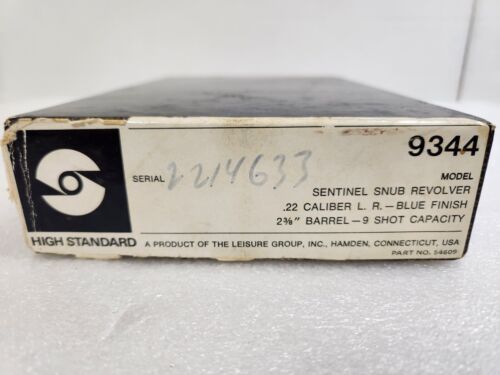 9344
SERIAL 2214633
MODEL
SENTINEL SNUB REVOLVER
.22 CALIBER L. R. — BLUE FINISH
2⅜" BARREL — 9 SHOT CAPACITY
HIGH STANDARD
A PRODUCT OF THE LEISURE GROUP, INC., HAMDEN, CONNECTICUT, USA
PART NO. 54609